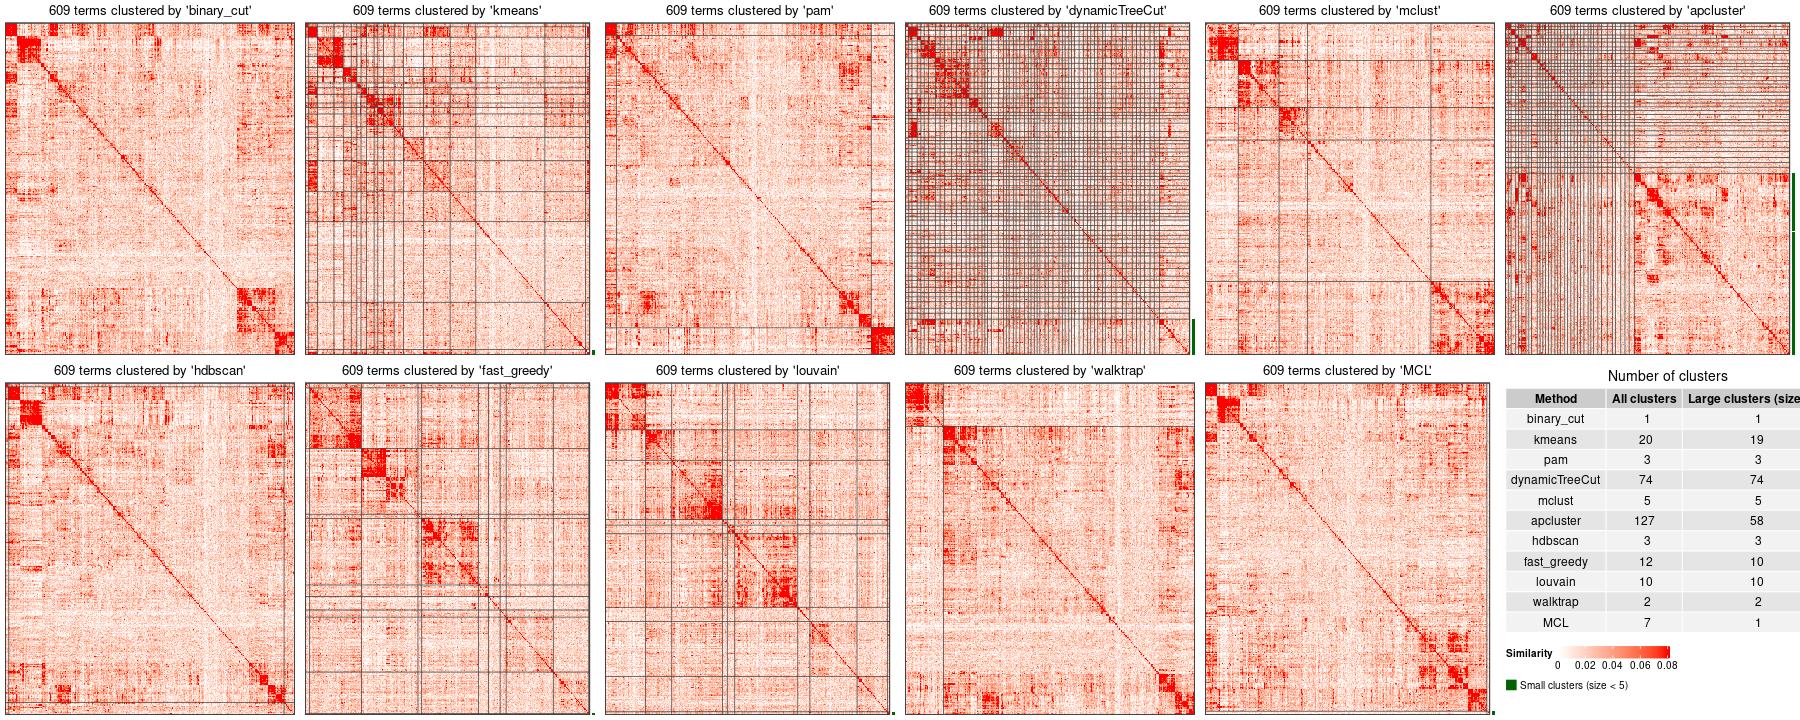 609 terms clustered by 'binary_cut'
609 terms clustered by 'kmeans'
609 terms clustered by 'pam'
609 terms clustered by 'dynamicTreeCut'
609 terms clustered by 'mclust'
609 terms clustered by 'apcluster'
609 terms clustered by 'hdbscan'
609 terms clustered by 'fast_greedy'
609 terms clustered by 'louvain'
609 terms clustered by 'walktrap'
609 terms clustered by 'MCL'
Number of clusters
Method All clusters Large clusters (size
binary_cut 1 1
kmeans 20 19
pam 3 3
dynamicTreeCut 74 74
mclust 5 5
apcluster 127 58
hdbscan 3 3
fast_greedy 12 10
louvain 10 10
walktrap 2 2
MCL 7 1
Similarity
0 0.02 0.04 0.06 0.08
Small clusters (size < 5)